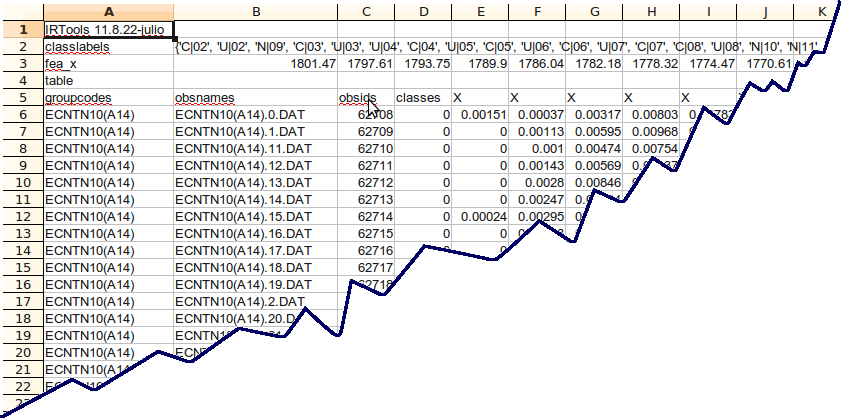 A B C D E F G H I J K
1 IRTools 11.8.22-julio
2 classlabels {'C|02', 'U|02', 'N|09', 'C|03', 'U|03', 'U|04', 'C|04', 'U|05', 'C|05', 'U|06', 'C|06', 'U|07', 'C|07', 'C|08', 'U|08', 'N|10', 'N|11',
3 fea_x 1801.47 1797.61 1793.75 1789.9 1786.04 1782.18 1778.32 1774.47 1770.61
4 table
5 groupcodes obsnames obsids classes X X X X X
6 ECNTN10(A14) ECNTN10(A14).0.DAT 62708 0 0.00151 0.00037 0.00317 0.00803
7 ECNTN10(A14) ECNTN10(A14).1.DAT 62709 0 0 0.00113 0.00595 0.00968
8 ECNTN10(A14) ECNTN10(A14).11.DAT 62710 0 0 0.001 0.00474 0.00754
9 ECNTN10(A14) ECNTN10(A14).12.DAT 62711 0 0 0.00143 0.00569
10 ECNTN10(A14) ECNTN10(A14).13.DAT 62712 0 0 0.0028 0.00846
11 ECNTN10(A14) ECNTN10(A14).14.DAT 62713 0 0 0.00247
12 ECNTN10(A14) ECNTN10(A14).15.DAT 62714 0 0.00024 0.00295
13 ECNTN10(A14) ECNTN10(A14).16.DAT 62715 0 0
14 ECNTN10(A14) ECNTN10(A14).17.DAT 62716
15 ECNTN10(A14) ECNTN10(A14).18.DAT 62717
16 ECNTN10(A14) ECNTN10(A14).19.DAT 62718
17 ECNTN10(A14) ECNTN10(A14).2.DAT
18 ECNTN10(A14) ECNTN10(A14).20.D
19 ECNTN10(A14)
20 ECNTN10(A14)
21 ECNTN10(A14)
22